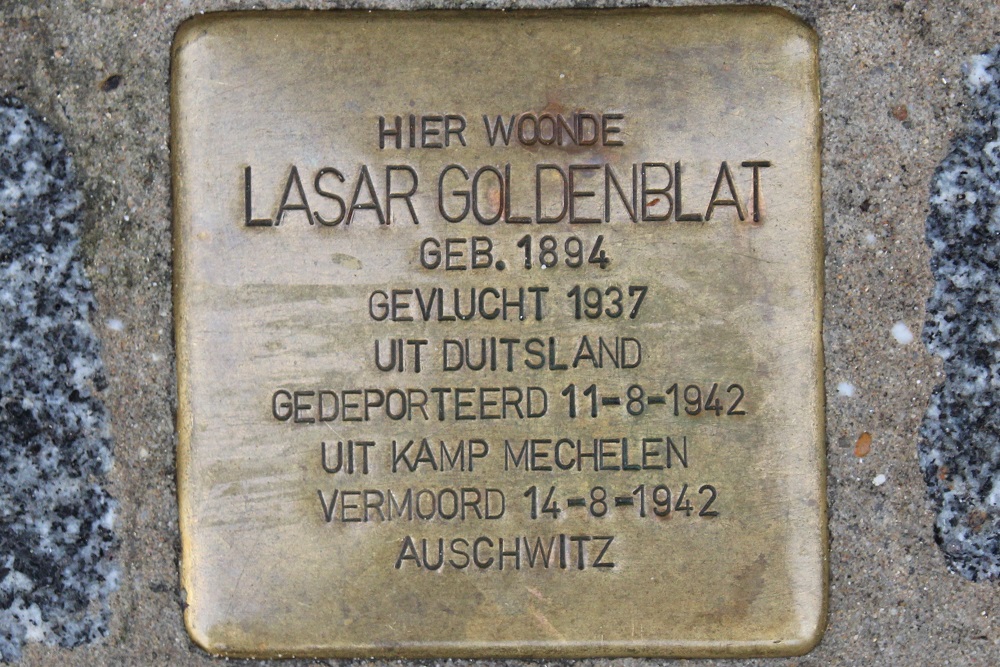 HIER WOONDE
LASAR GOLDENBLAT
GEB. 1894
GEVLUCHT 1937
UIT DUITSLAND
GEDEPORTEERD 11-8-1942
UIT KAMP MECHELEN
VERMOORD 14-8-1942
AUSCHWITZ